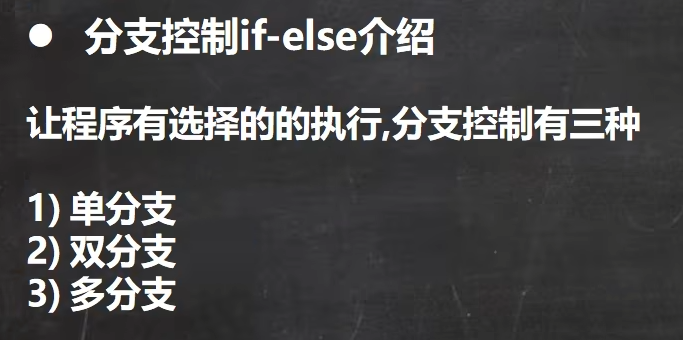 ● 分支控制if-else介绍
让程序有选择的的执行,分支控制有三种
1) 单分支
2) 双分支
3) 多分支